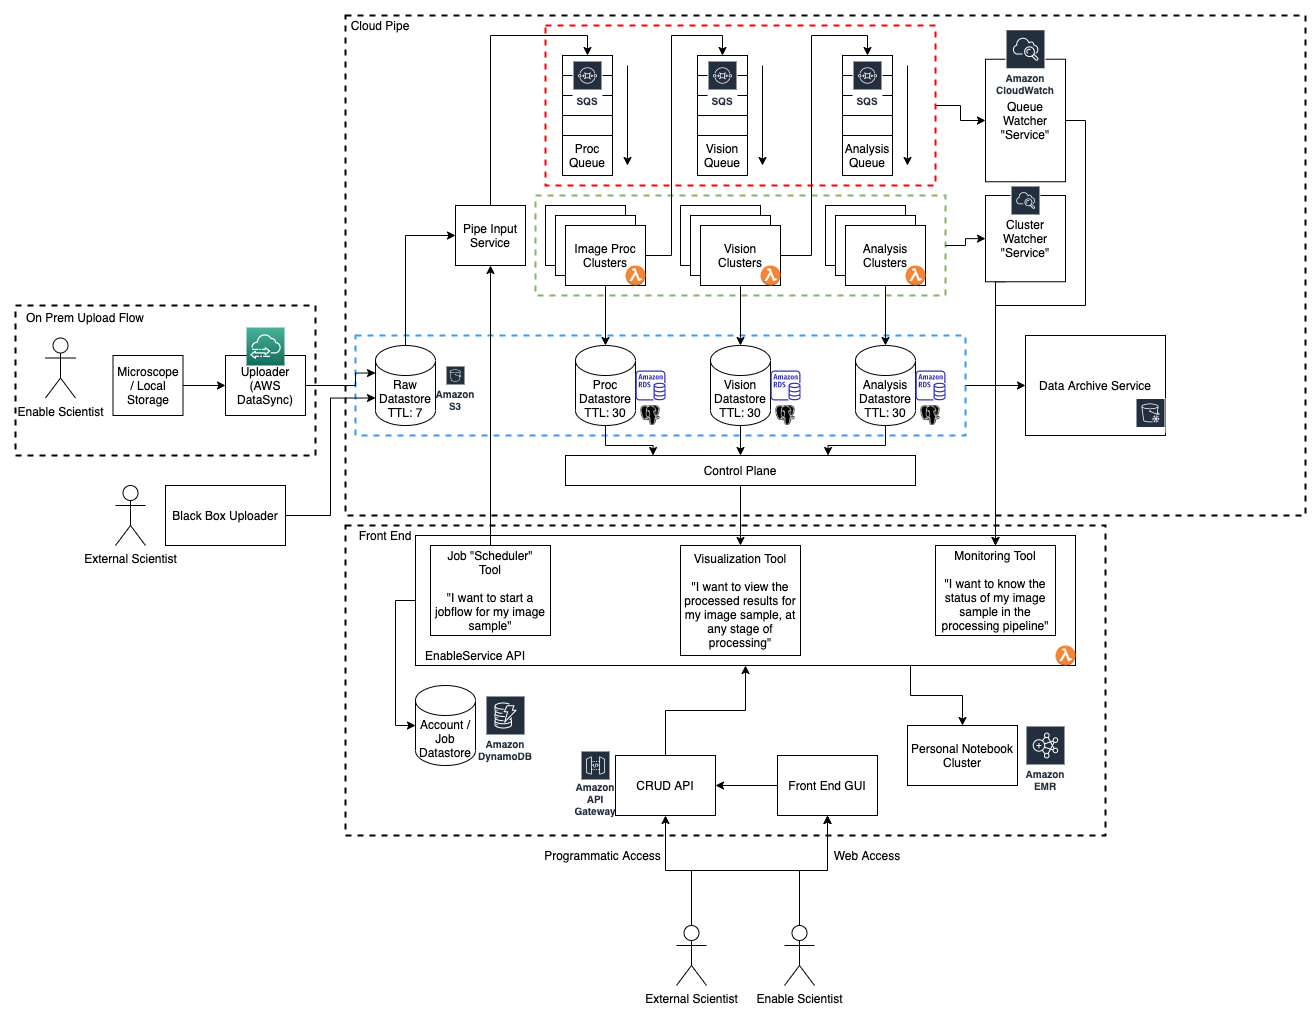 Cloud Pipe
SQS
Proc
Queue
SQS
Vision
Queue
SQS
Analysis
Queue
Amazon
CloudWatch
Queue
Watcher
"Service"
Pipe Input
Service
Image Proc
Clusters
Vision
Clusters
Analysis
Clusters
Cluster
Watcher
"Service"
On Prem Upload Flow
Enable Scientist
Microscope
/ Local
Storage
Uploader
(AWS
DataSync)
Raw
Datastore
TTL: 7
Amazon
S3
Proc
Datastore
TTL: 30
Amazon
RDS
Vision
Datastore
TTL: 30
Amazon
RDS
Analysis
Datastore
TTL: 30
Amazon
RDS
Data Archive Service
Control Plane
Black Box Uploader
External Scientist
Front End
Job "Scheduler"
Tool
"I want to start a
jobflow for my image
sample"
Visualization Tool
"I want to view the
processed results for
my image sample, at
any stage of
processing"
Monitoring Tool
"I want to know the
status of my image
sample in the
processing pipeline"
EnableService API
Account /
Job
Datastore
Amazon
DynamoDB
Amazon
API
Gateway
CRUD API
Front End GUI
Personal Notebook
Cluster
Amazon
EMR
Programmatic Access
Web Access
External Scientist
Enable Scientist